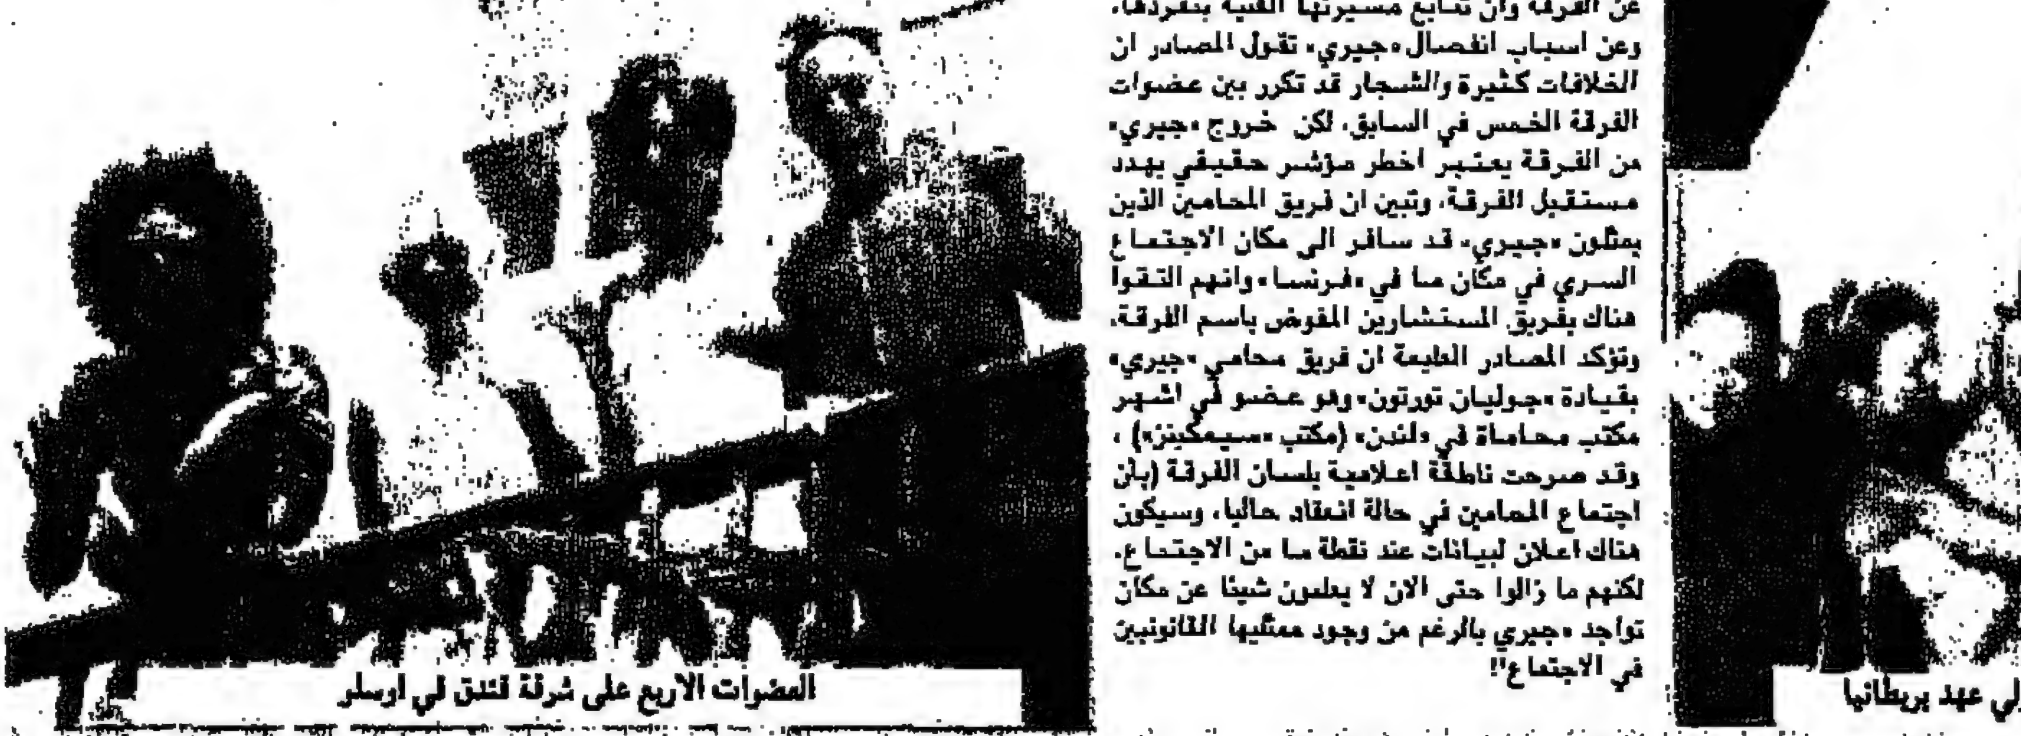 عن الفرقة وان تتابع مسيرتها الفنية بمفردها،
وعن اسباب انفصال «جيري» تقول المصادر ان
الخلافات كثيرة والشجار قد تكرر بين عضوات
الفرقة الخمس في السابق، لكن خروج «جيري»
من الفرقة يعتبر اخطر مؤشر حقيقي يهدد
مستقبل الفرقة، وتبين ان فريق المحامين الذين
يمثلون «جيري» قد سافر الى مكان الاجتماع
السري في مكان ما في «فرنسا» وانهم التقوا
هناك بفريق المستشارين المفوض باسم الفرقة،
وتؤكد المصادر العليمة ان فريق محامي «جيري»
بقيادة «جوليان تورتون» وهو عضو في اشهر
مكتب محاماة في «لندن» (مكتب «سيمكينز») ،
وقد صرحت ناطقة اعلامية بلسان الفرقة (بان
اجتماع المحامين في حالة انعقاد حاليا، وسيكون
هناك اعلان لبيانات عند نقطة ما من الاجتماع،
لكنهم ما زالوا حتى الان لا يعلمون شيئا عن مكان
تواجد «جيري بالرغم من وجود ممثليها القانونيين
في الاجتماع"!
العضوات الاربع على شرفة فندق في اوسلو
لي عهد بريطانيا